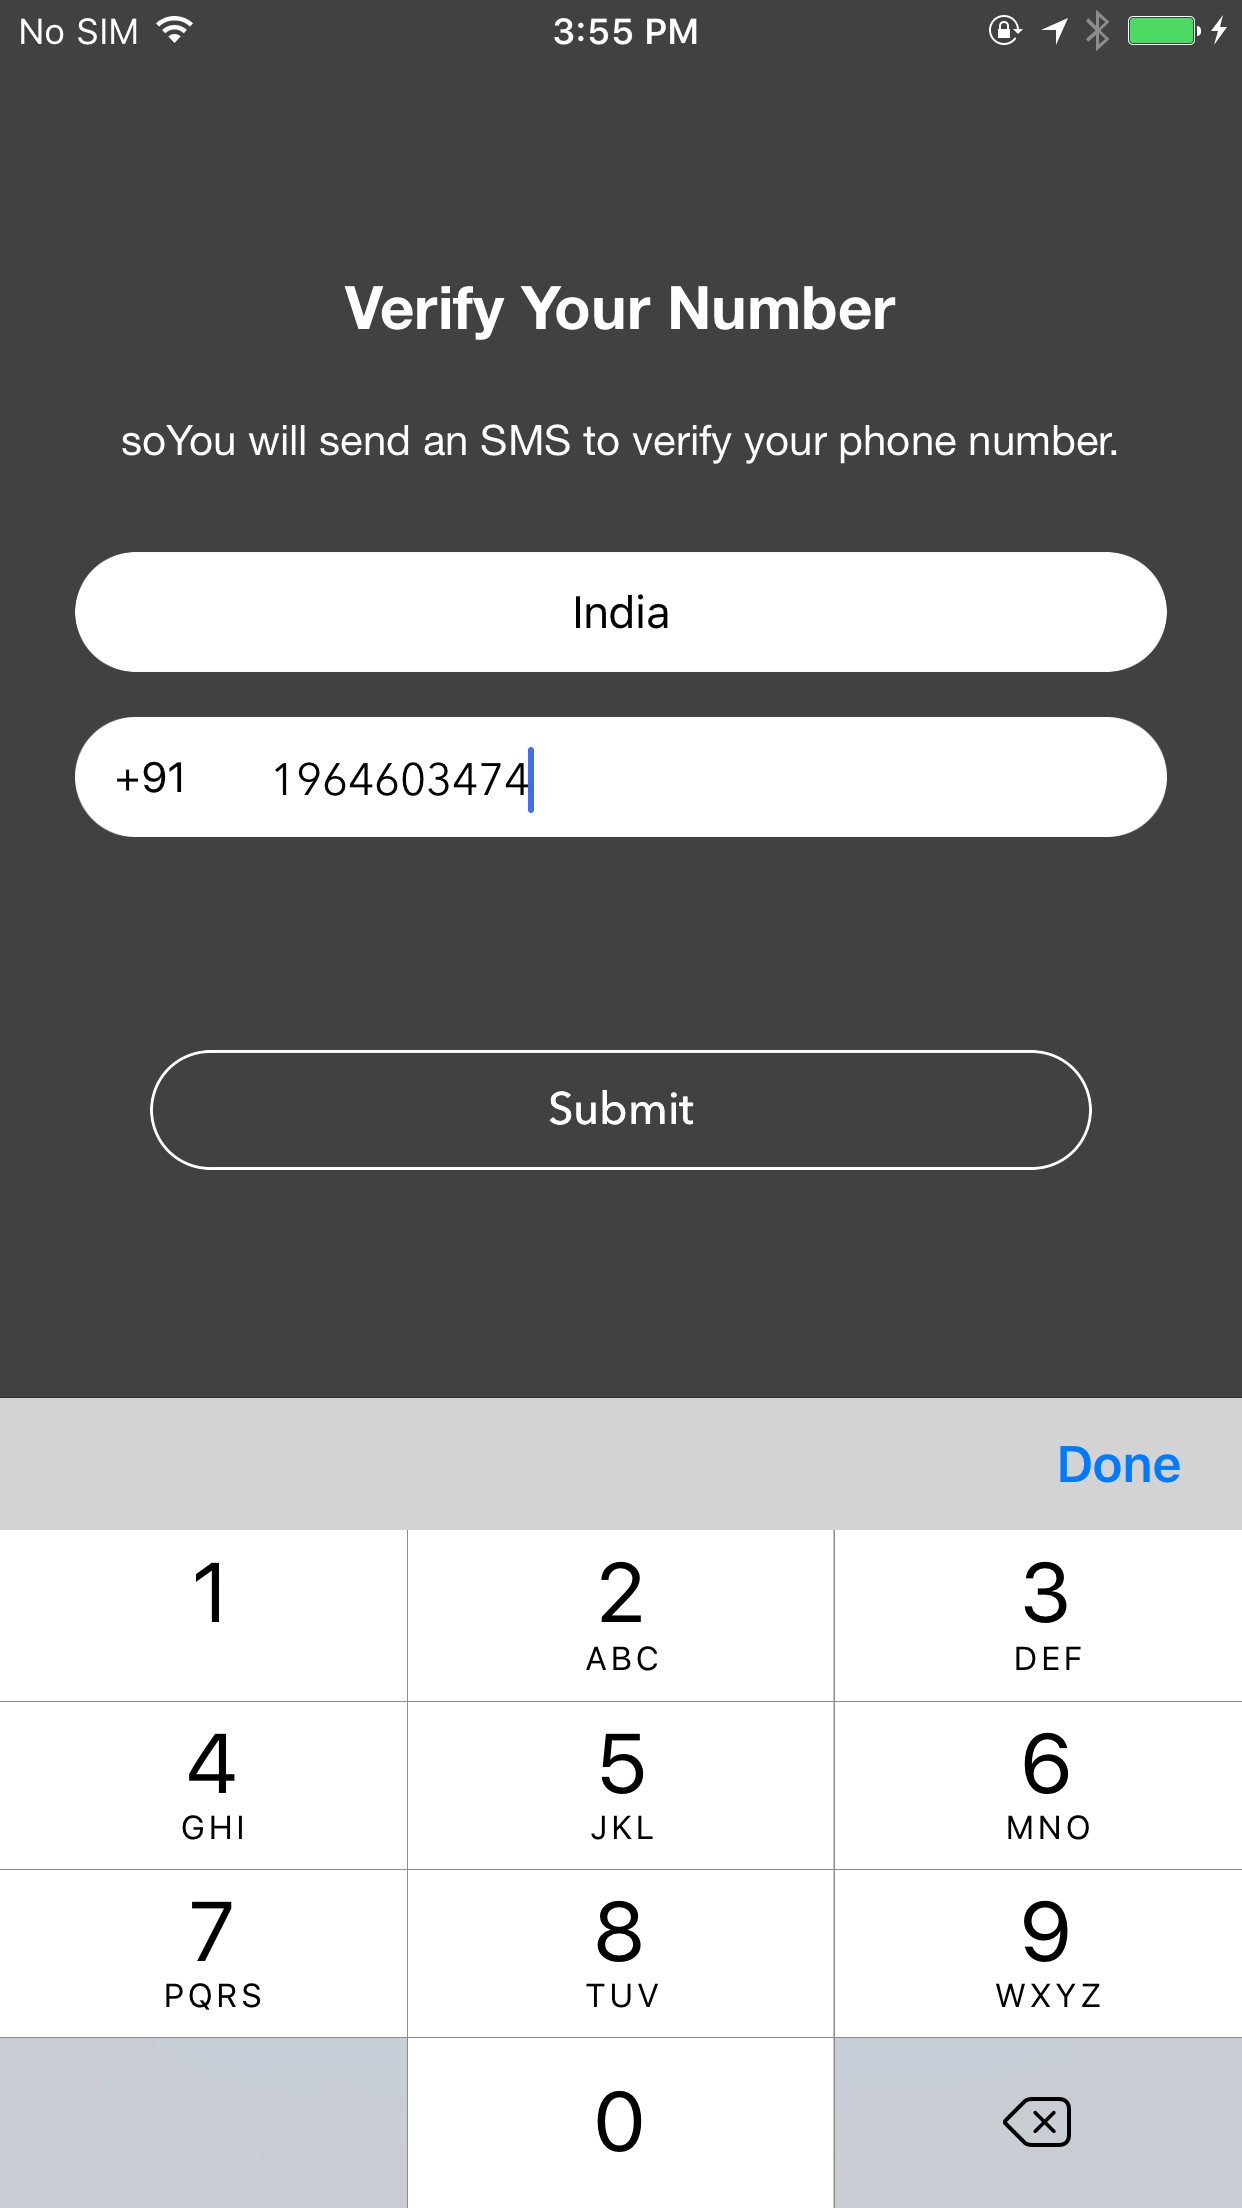 No SIM
3:55 PM
Verify Your Number
soYou will send an SMS to verify your phone number.
India
+91 1964603474
Submit
Done
1
2
ABC
3
DEF
4
GHI
5
JKL
6
MNO
7
PQRS
8
TUV
9
WXYZ
0